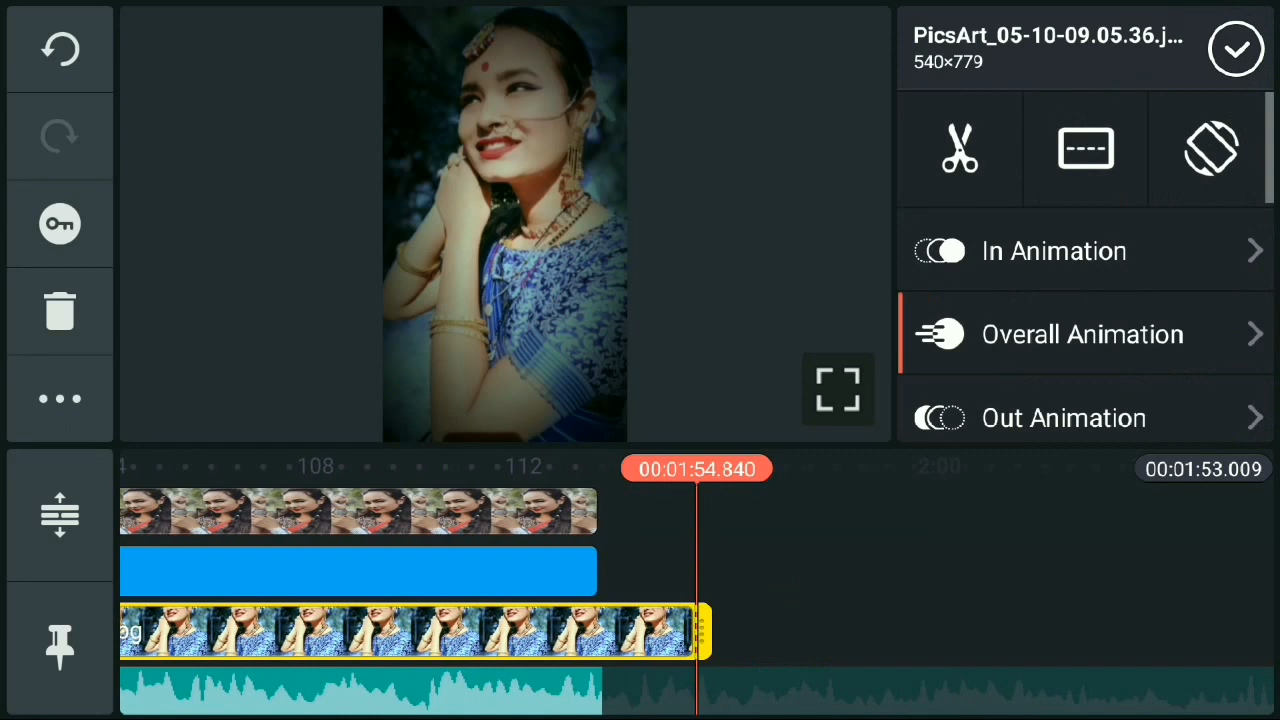 PicsArt_05-10-09.05.36.j...
540×779
In Animation
Overall Animation
Out Animation
108
112
00:01:54.840
2:00
00:01:53.009